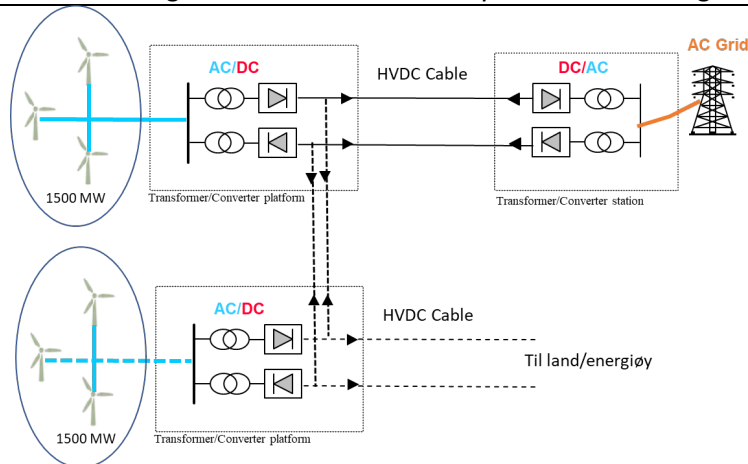 AC Grid
AC/DC
HVDC Cable
DC/AC
1500 MW
Transformer/Converter platform
Transformer/Converter station
AC/DC
HVDC Cable
Til land/energiøy
1500 MW
Transformer/Converter platform